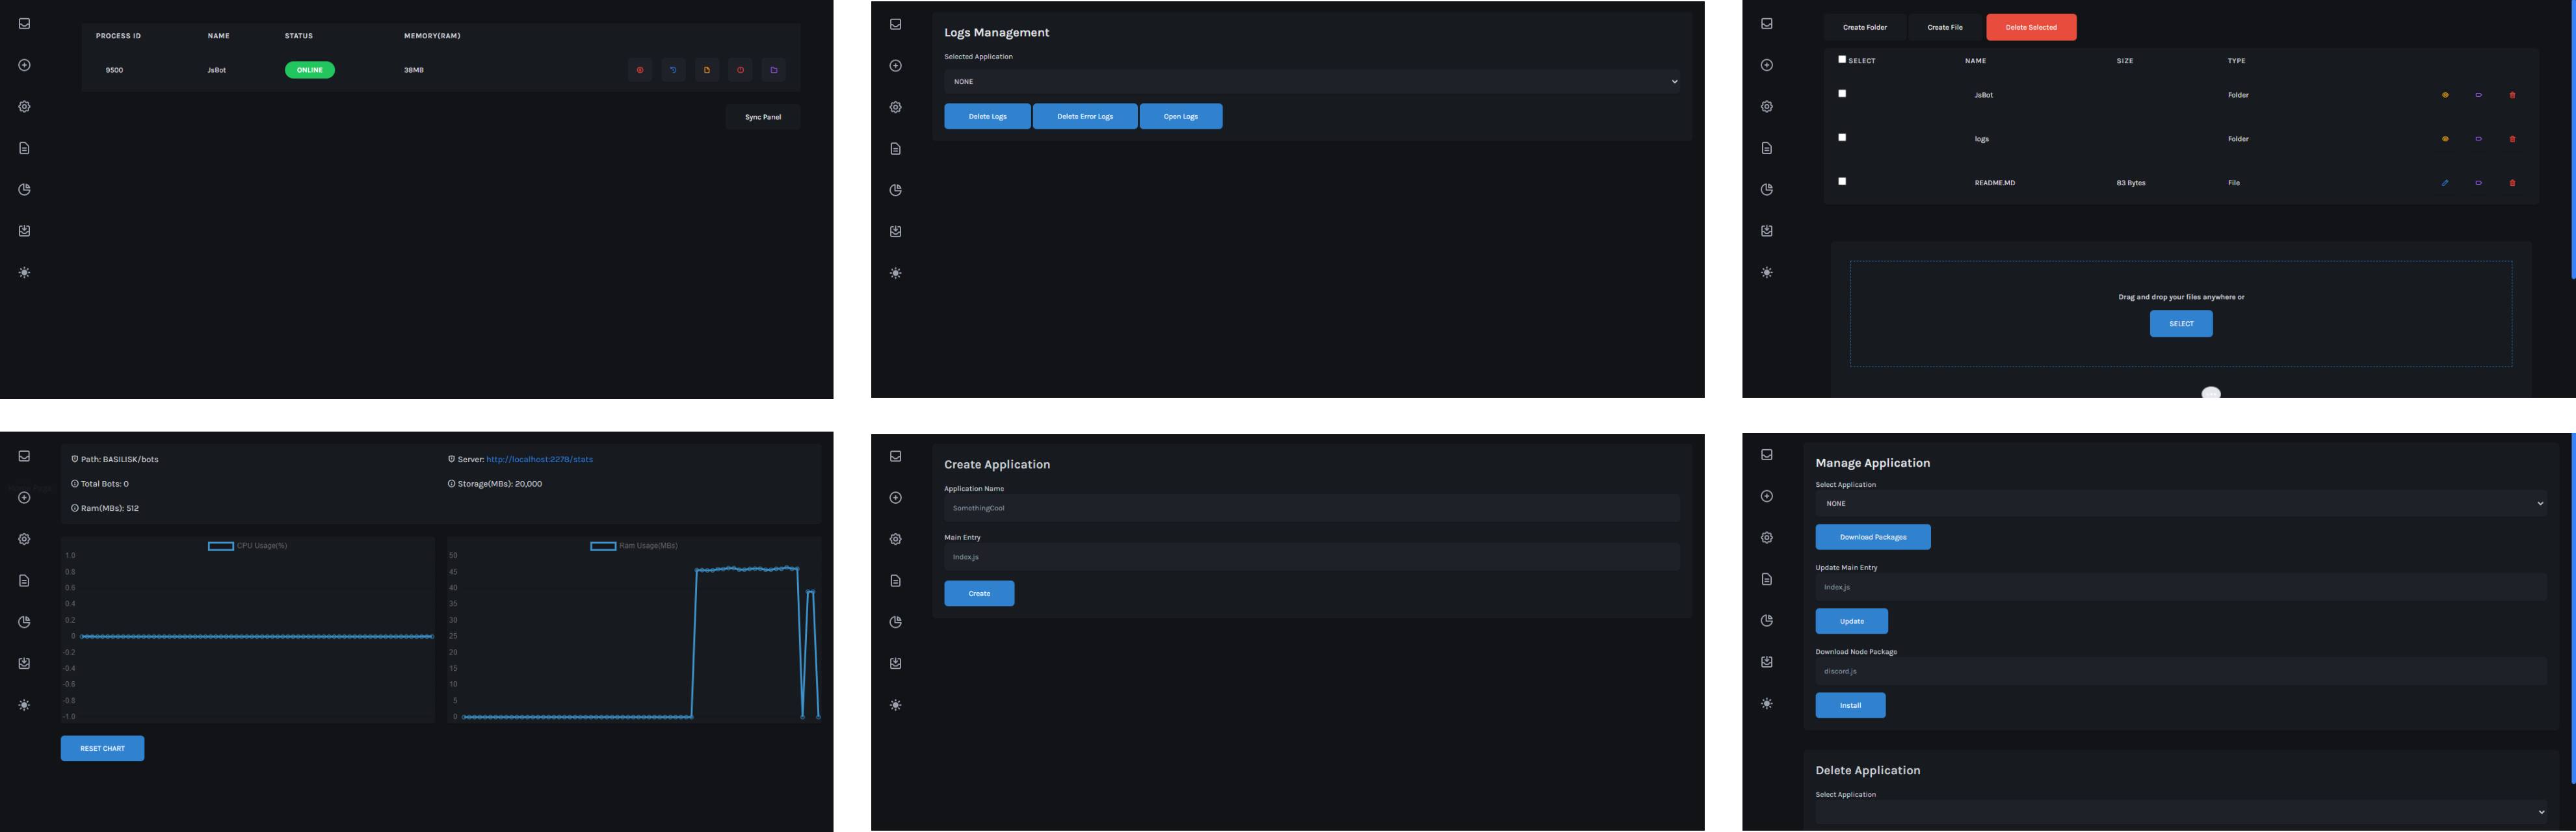 PROCESS ID NAME STATUS MEMORY(RAM)
9500 JsBot ONLINE 38MB
Sync Panel
Logs Management
Selected Application
NONE
Delete Logs Delete Error Logs Open Logs
Create Folder Create File Delete Selected
SELECT NAME SIZE TYPE
JsBot Folder
logs Folder
README.MD 83 Bytes File
Drag and drop your files anywhere or
SELECT
Path: BASILISK/bots Server: http://localhost:2278/stats
Total Bots: 0 Storage(MBs): 20,000
Ram(MBs): 512
CPU Usage(%)
1.0
0.8
0.6
0.4
0.2
0
-0.2
-0.4
-0.6
-0.8
-1.0
Ram Usage(MBs)
50
45
40
35
30
25
20
15
10
5
0
RESET CHART
Create Application
Application Name
SomethingCool
Main Entry
Index.js
Create
Manage Application
Select Application
NONE
Download Packages
Update Main Entry
Index.js
Update
Download Node Package
discord.js
Install
Delete Application
Select Application